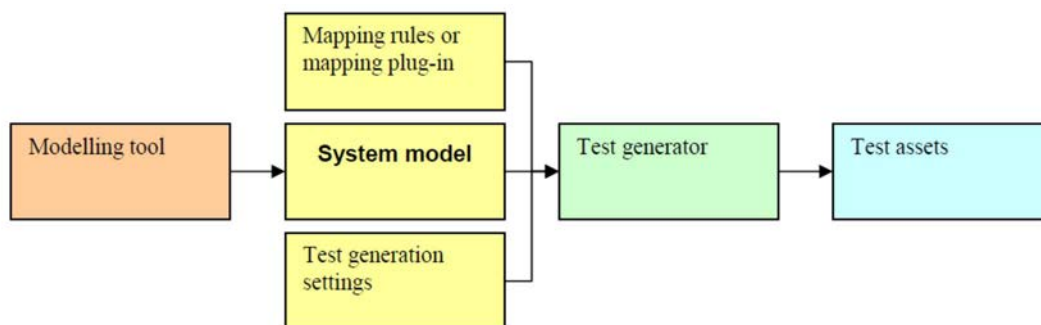 Mapping rules or
mapping plug-in
Modelling tool
System model
Test generator
Test assets
Test generation
settings